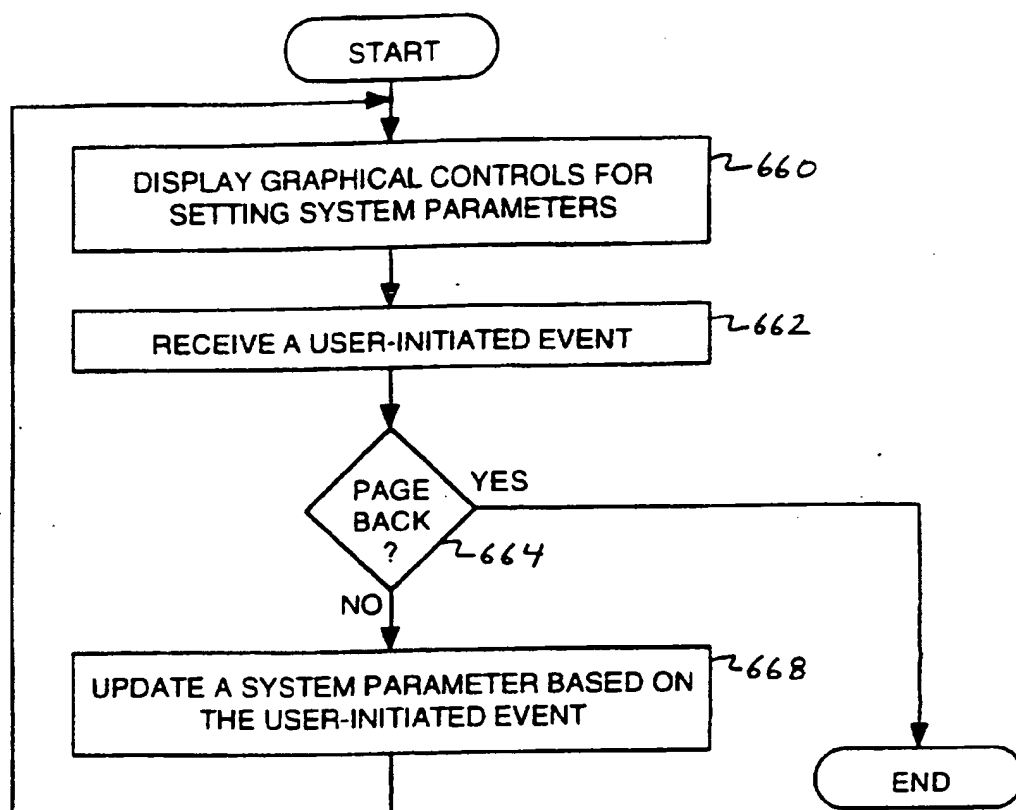 START
DISPLAY GRAPHICAL CONTROLS FOR
SETTING SYSTEM PARAMETERS
660
RECEIVE A USER-INITIATED EVENT
662
PAGE
BACK
?
YES
664
NO
UPDATE A SYSTEM PARAMETER BASED ON
THE USER-INITIATED EVENT
668
END